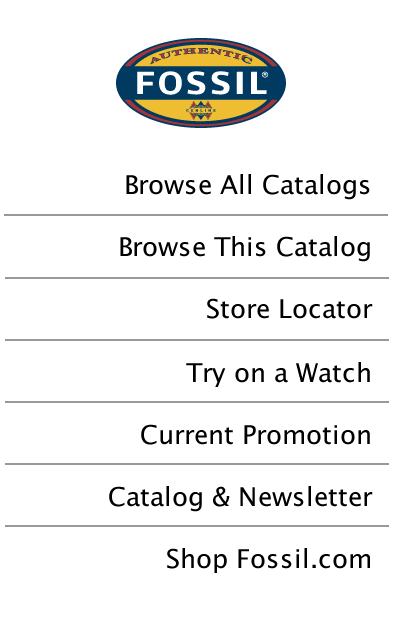 AUTHENTIC
FOSSIL®
GENUINE
Browse All Catalogs
Browse This Catalog
Store Locator
Try on a Watch
Current Promotion
Catalog & Newsletter
Shop Fossil.com